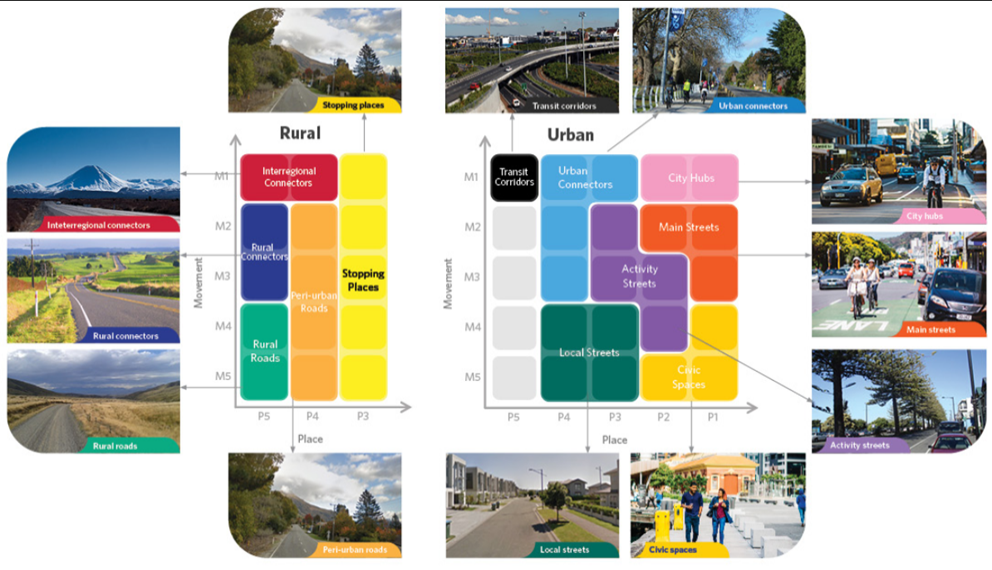 Stopping places
Transit corridors
Urban connectors
Rural
Urban
Inteterregional connectors
Rural connectors
Rural roads
Movement
M1
M2
M3
M4
M5
Interregional
Connectors
Rural
Connectors
Peri-urban
Roads
Stopping
Places
Rural
Roads
P5
P4
P3
Place
Peri-urban roads
Movement
M1
M2
M3
M4
M5
Transit
Corridors
Urban
Connectors
City Hubs
Main Streets
Activity
Streets
Local Streets
Civic
Spaces
P5
P4
P3
P2
P1
Place
City hubs
LANE
Main streets
Activity streets
Local streets
Civic spaces